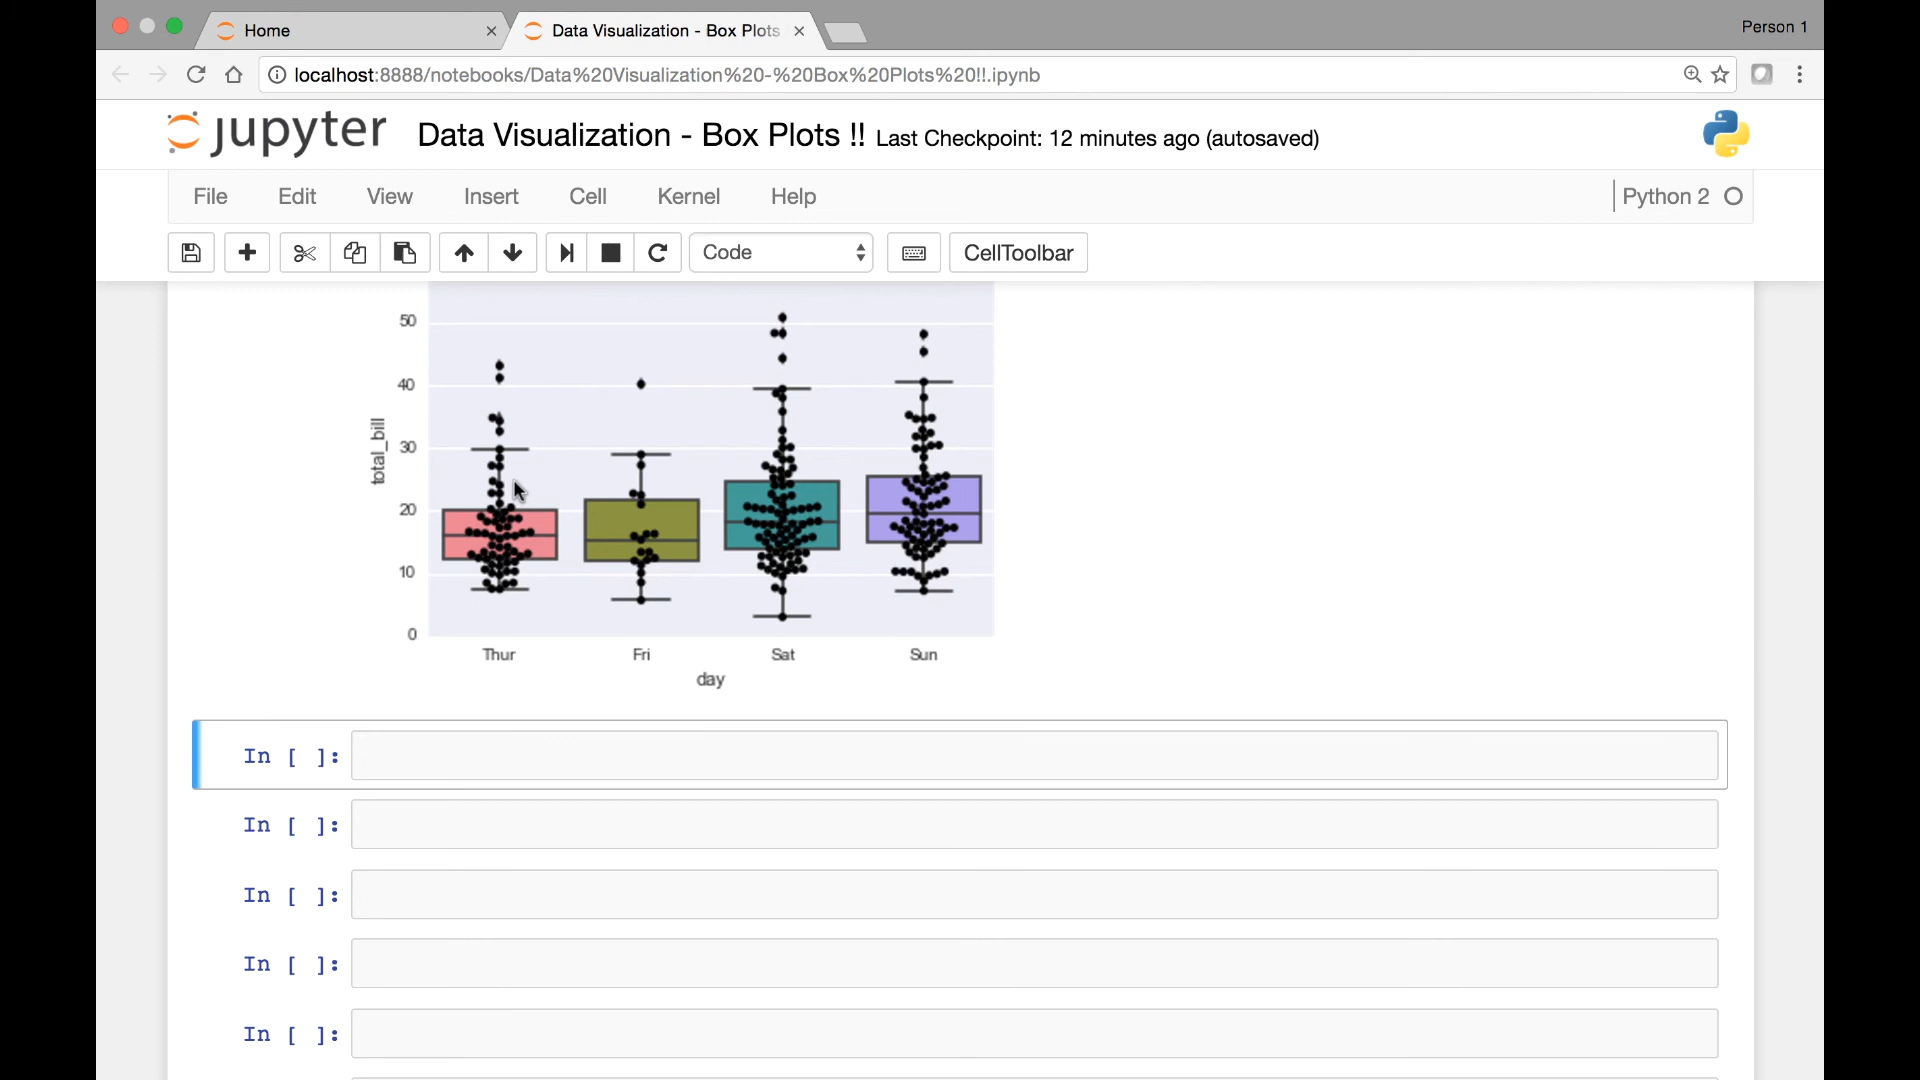 Home
Data Visualization - Box Plots
Person 1
localhost:8888/notebooks/Data%20Visualization%20-%20Box%20Plots%20!!.ipynb
jupyter Data Visualization - Box Plots !! Last Checkpoint: 12 minutes ago (autosaved)
File Edit View Insert Cell Kernel Help Python 2
Code CellToolbar
50
40
30
20
10
0
total_bill
Thur Fri Sat Sun
day
In [ ]:
In [ ]:
In [ ]:
In [ ]:
In [ ]: